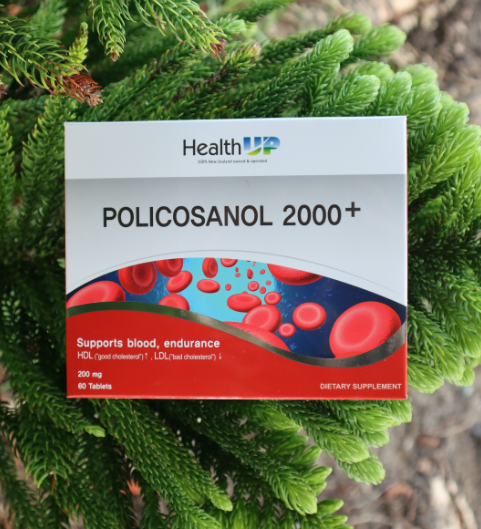 HealthUP
100% New Zealand owned & operated
POLICOSANOL 2000+
Supports blood, endurance
HDL ("good cholesterol") ↑ , LDL ("bad cholesterol") ↓
200 mg
60 Tablets
DIETARY SUPPLEMENT